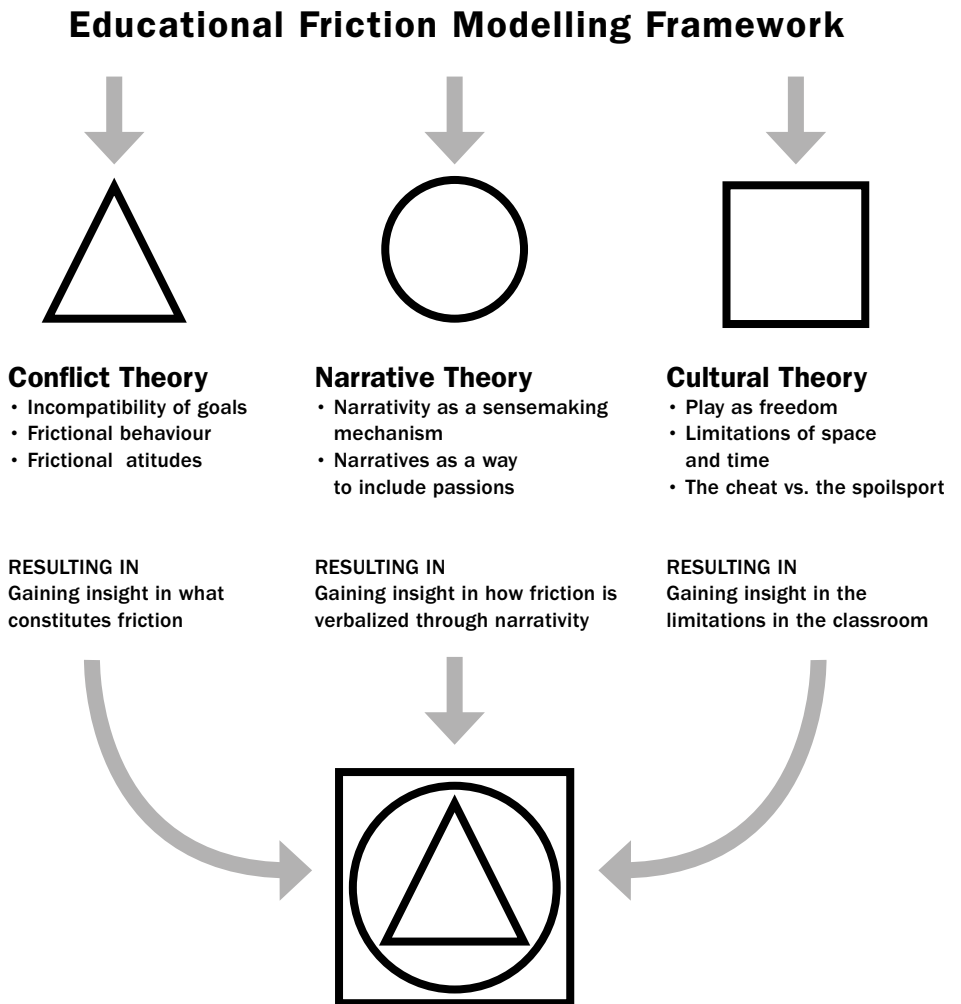 Educational Friction Modelling Framework
Conflict Theory
• Incompatibility of goals
• Frictional behaviour
• Frictional  atitudes
RESULTING IN
Gaining insight in what
constitutes friction
Narrative Theory
• Narrativity as a sensemaking
mechanism
• Narratives as a way
to include passions
RESULTING IN
Gaining insight in how friction is
verbalized through narrativity
Cultural Theory
• Play as freedom
• Limitations of space
and time
• The cheat vs. the spoilsport
RESULTING IN
Gaining insight in the
limitations in the classroom